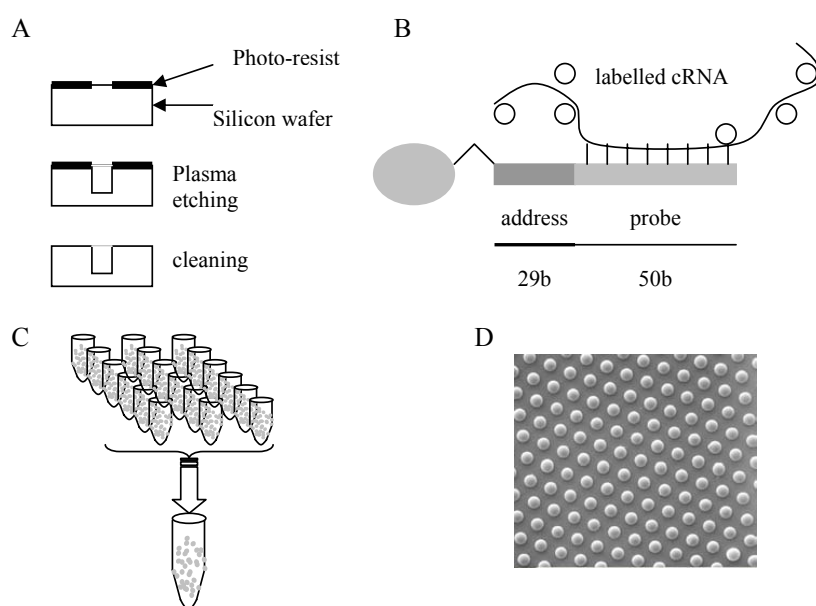 A
Photo-resist
Silicon wafer
Plasma
etching
cleaning
B
labelled cRNA
address probe
29b 50b
C
D